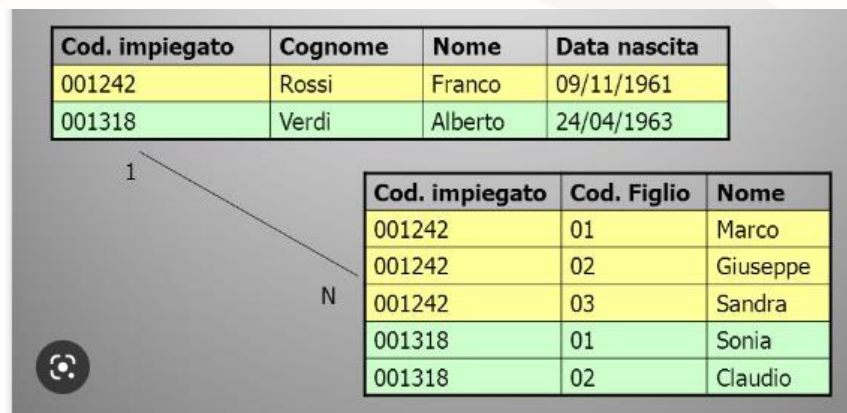 Cod. impiegato Cognome Nome Data nascita
001242 Rossi Franco 09/11/1961
001318 Verdi Alberto 24/04/1963
1
N
Cod. impiegato Cod. Figlio Nome
001242 01 Marco
001242 02 Giuseppe
001242 03 Sandra
001318 01 Sonia
001318 02 Claudio